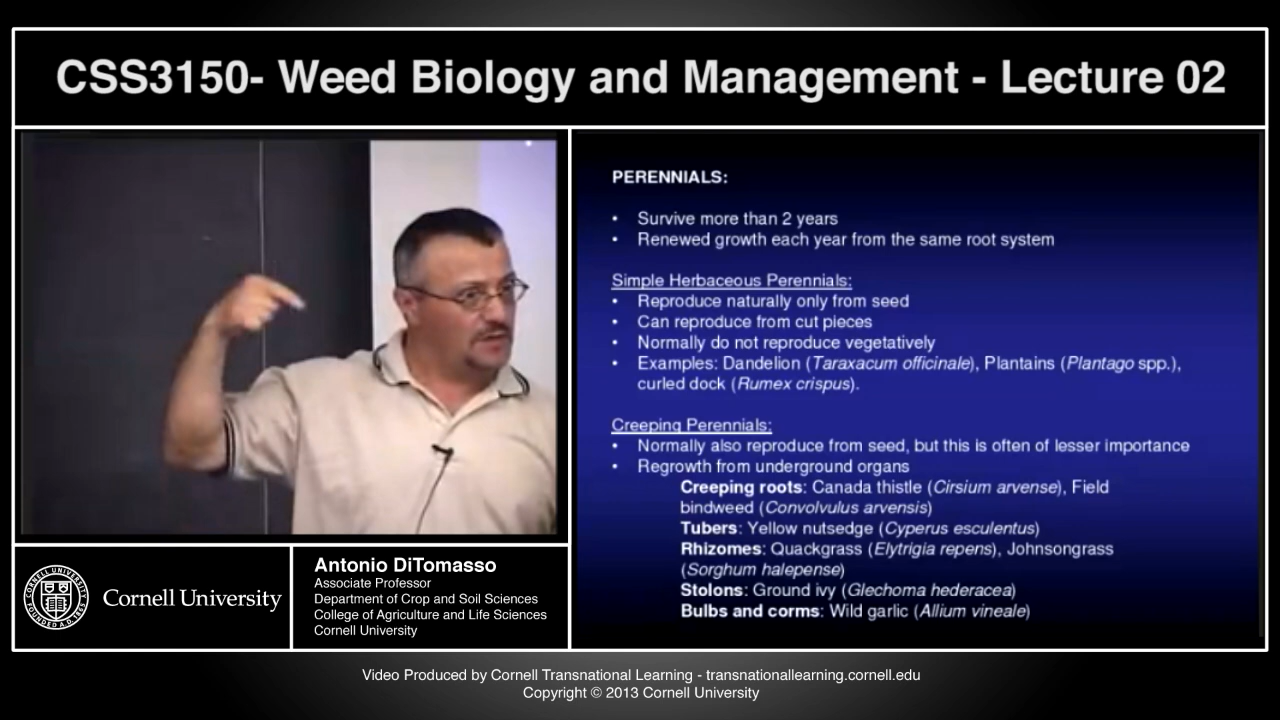 CSS3150- Weed Biology and Management - Lecture 02
PERENNIALS:
• Survive more than 2 years
• Renewed growth each year from the same root system
Simple Herbaceous Perennials:
• Reproduce naturally only from seed
• Can reproduce from cut pieces
• Normally do not reproduce vegetatively
• Examples: Dandelion (Taraxacum officinale), Plantains (Plantago spp.),
curled dock (Rumex crispus).
Creeping Perennials:
• Normally also reproduce from seed, but this is often of lesser importance
• Regrowth from underground organs
Creeping roots: Canada thistle (Cirsium arvense), Field
bindweed (Convolvulus arvensis)
Tubers: Yellow nutsedge (Cyperus esculentus)
Rhizomes: Quackgrass (Elytrigia repens), Johnsongrass
(Sorghum halepense)
Stolons: Ground ivy (Glechoma hederacea)
Bulbs and corms: Wild garlic (Allium vineale)
Cornell University
Antonio DiTomasso
Associate Professor
Department of Crop and Soil Sciences
College of Agriculture and Life Sciences
Cornell University
Video Produced by Cornell Transnational Learning - transnationallearning.cornell.edu
Copyright © 2013 Cornell University